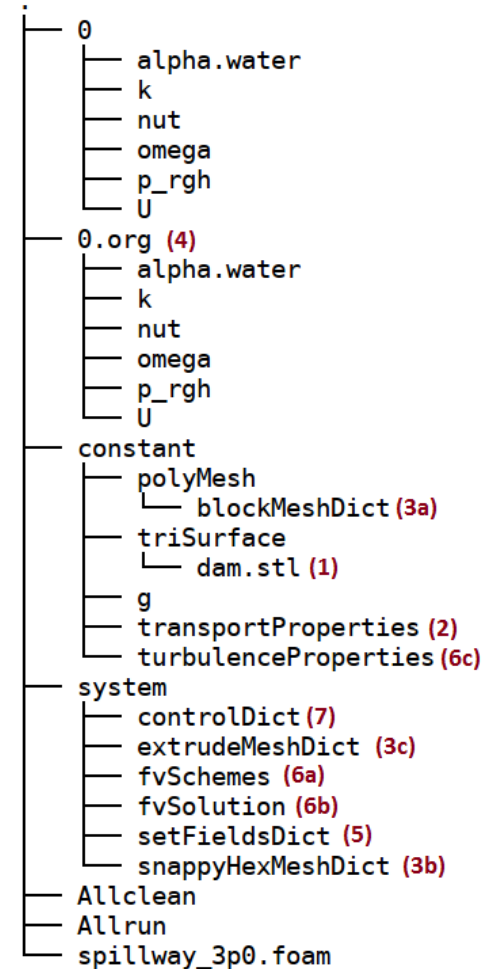 .
0
alpha.water
k
nut
omega
p_rgh
U
0.org (4)
alpha.water
k
nut
omega
p_rgh
U
constant
polyMesh
blockMeshDict (3a)
triSurface
dam.stl (1)
g
transportProperties (2)
turbulenceProperties (6c)
system
controlDict (7)
extrudeMeshDict (3c)
fvSchemes (6a)
fvSolution (6b)
setFieldsDict (5)
snappyHexMeshDict (3b)
Allclean
Allrun
spillway_3p0.foam